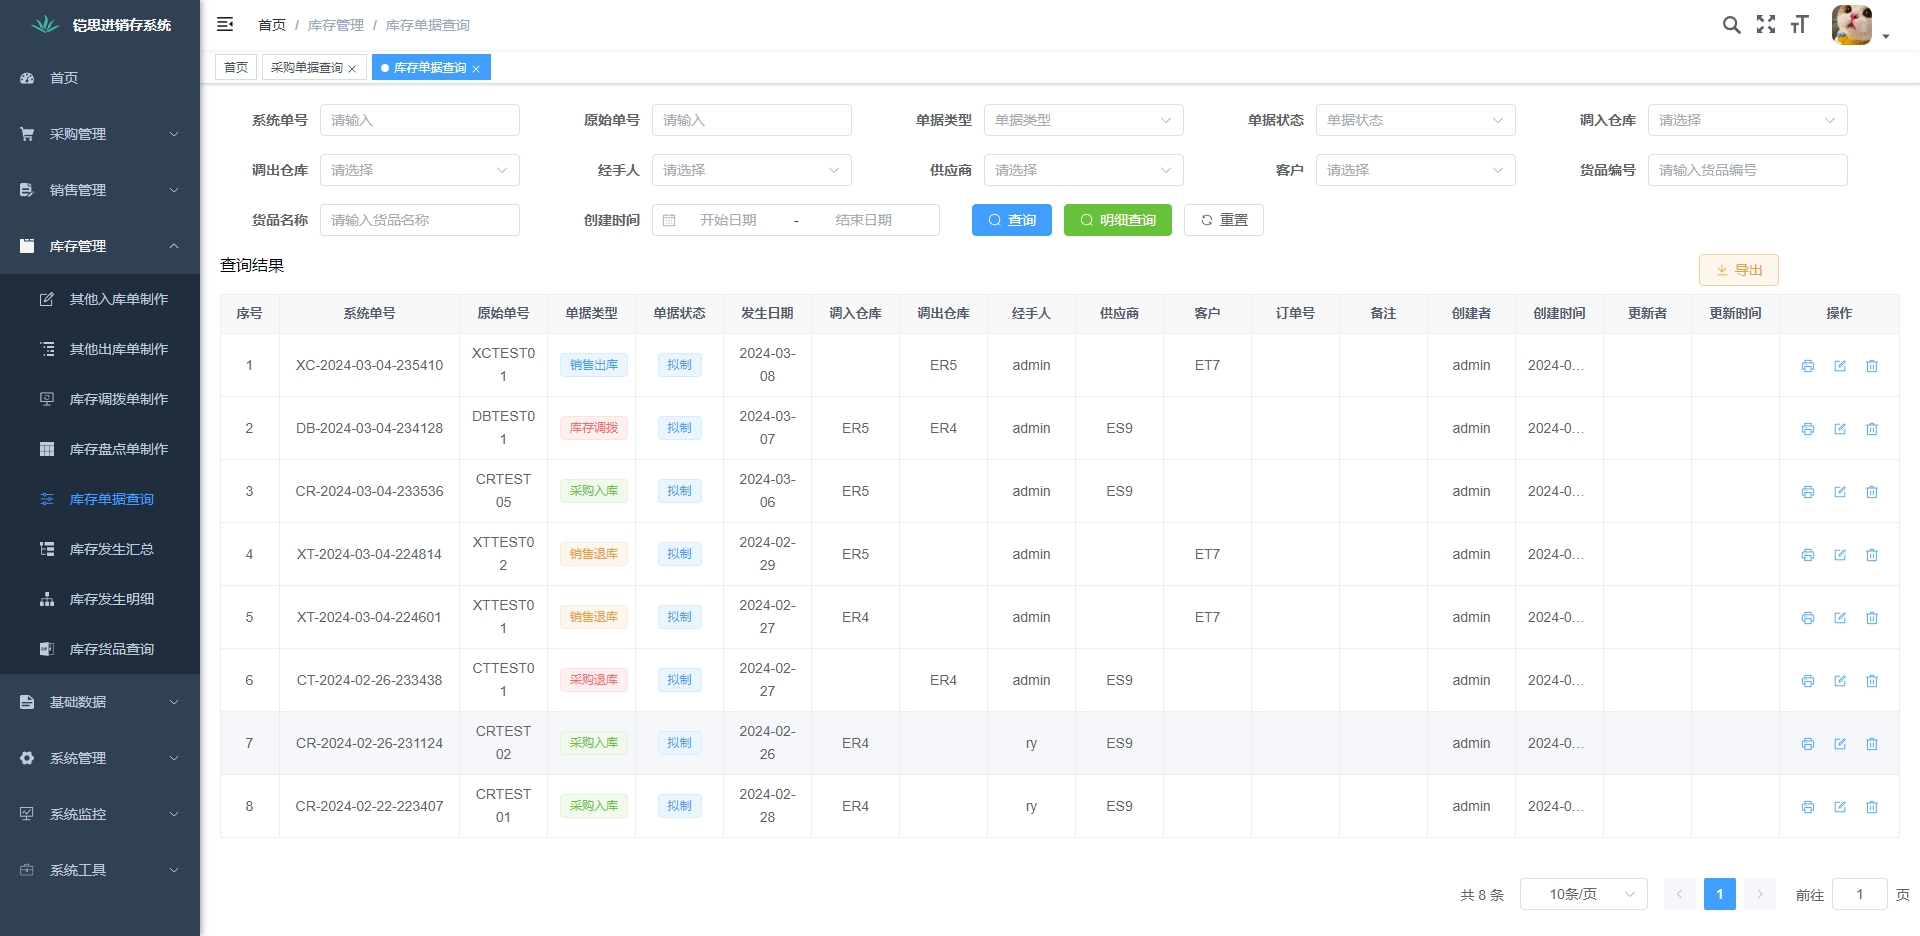 铠思进销存系统
首页 / 库存管理 / 库存单据查询
首页
采购单据查询 ×
库存单据查询 ×
首页
采购管理
销售管理
库存管理
其他入库单制作
其他出库单制作
库存调拨单制作
库存盘点单制作
库存单据查询
库存发生汇总
库存发生明细
库存货品查询
基础数据
系统管理
系统监控
系统工具
系统单号 请输入 原始单号 请输入 单据类型 单据类型 单据状态 单据状态 调入仓库 请选择
调出仓库 请选择 经手人 请选择 供应商 请选择 客户 请选择 货品编号 请输入货品编号
货品名称 请输入货品名称 创建时间 开始日期 - 结束日期 查询 明细查询 重置
查询结果 导出
序号 系统单号 原始单号 单据类型 单据状态 发生日期 调入仓库 调出仓库 经手人 供应商 客户 订单号 备注 创建者 创建时间 更新者 更新时间 操作
1 XC-2024-03-04-235410 XCTEST01 销售出库 拟制 2024-03-08 ER5 admin ET7 admin 2024-0...
2 DB-2024-03-04-234128 DBTEST01 库存调拨 拟制 2024-03-07 ER5 ER4 admin ES9 admin 2024-0...
3 CR-2024-03-04-233536 CRTEST05 采购入库 拟制 2024-03-06 ER5 admin ES9 admin 2024-0...
4 XT-2024-03-04-224814 XTTEST02 销售退库 拟制 2024-02-29 ER5 admin ET7 admin 2024-0...
5 XT-2024-03-04-224601 XTTEST01 销售退库 拟制 2024-02-27 ER4 admin ET7 admin 2024-0...
6 CT-2024-02-26-233438 CTTEST01 采购退库 拟制 2024-02-27 ER4 admin ES9 admin 2024-0...
7 CR-2024-02-26-231124 CRTEST02 采购入库 拟制 2024-02-26 ER4 ry ES9 admin 2024-0...
8 CR-2024-02-22-223407 CRTEST01 采购入库 拟制 2024-02-28 ER4 ry ES9 admin 2024-0...
共 8 条 10条/页 1 前往 1 页